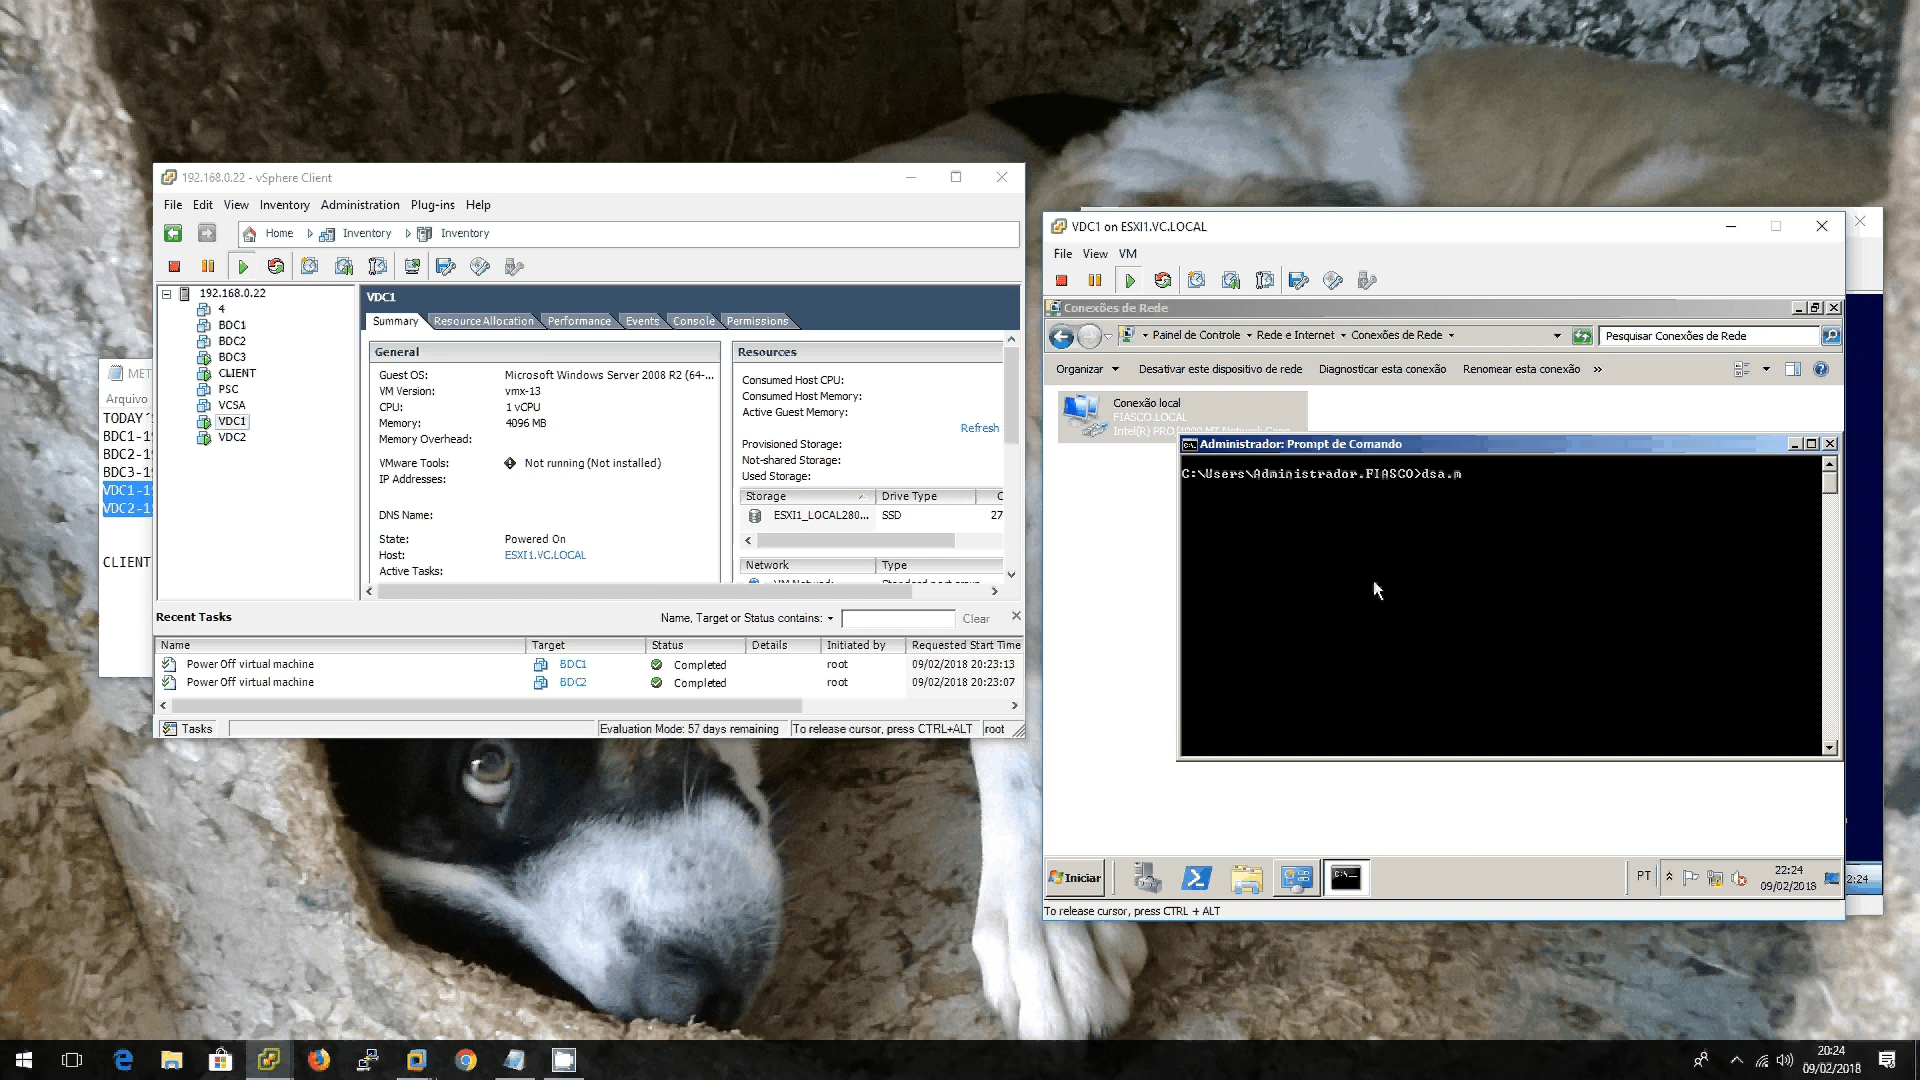 192.168.0.22 - vSphere Client
File Edit View Inventory Administration Plug-ins Help
Home Inventory Inventory
192.168.0.22
4
BDC1
BDC2
BDC3
CLIENT
PSC
VCSA
VDC1
VDC2
VDC1
Summary Resource Allocation Performance Events Console Permissions
General
Guest OS: Microsoft Windows Server 2008 R2 (64-...
VM Version: vmx-13
CPU: 1 vCPU
Memory: 4096 MB
Memory Overhead:
VMware Tools: Not running (Not installed)
IP Addresses:
DNS Name:
State: Powered On
Host: ESXI1.VC.LOCAL
Active Tasks:
Resources
Consumed Host CPU:
Consumed Host Memory:
Active Guest Memory:
Refresh
Provisioned Storage:
Not-shared Storage:
Used Storage:
Storage Drive Type C
ESXI1_LOCAL280... SSD 27
Network Type
Recent Tasks
Name, Target or Status contains: Clear
Name Target Status Details Initiated by Requested Start Time
Power Off virtual machine BDC1 Completed root 09/02/2018 20:23:13
Power Off virtual machine BDC2 Completed root 09/02/2018 20:23:07
Tasks Evaluation Mode: 57 days remaining To release cursor, press CTRL+ALT root
MET
Arquivo
TODAY
BDC1-1
BDC2-1
BDC3-1
VDC1-1
VDC2-1
CLIENT
VDC1 on ESXI1.VC.LOCAL
File View VM
Conexões de Rede
Painel de Controle Rede e Internet Conexões de Rede
Pesquisar Conexões de Rede
Organizar Desativar este dispositivo de rede Diagnosticar esta conexão Renomear esta conexão »
Conexão local
FIASCO.LOCAL
Intel(R) PRO/1000 MT Network Conn
Administrador: Prompt de Comando
C:\Users\Administrador.FIASCO>dsa.m
Iniciar
PT
22:24
09/02/2018
2:24
To release cursor, press CTRL + ALT
20:24
09/02/2018